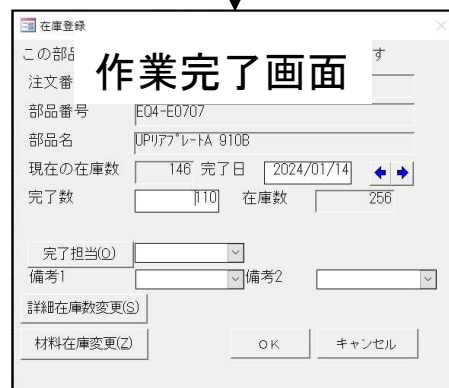 在庫登録
この部 す
作業完了画面
注文番
部品番号 EQ4-E0707
部品名 UPリアプレートA 910B
現在の在庫数 146 完了日 2024/01/14
完了数 110 在庫数 256
完了担当(O)
備考1 備考2
詳細在庫数変更(S)
材料在庫変更(Z) OK キャンセル